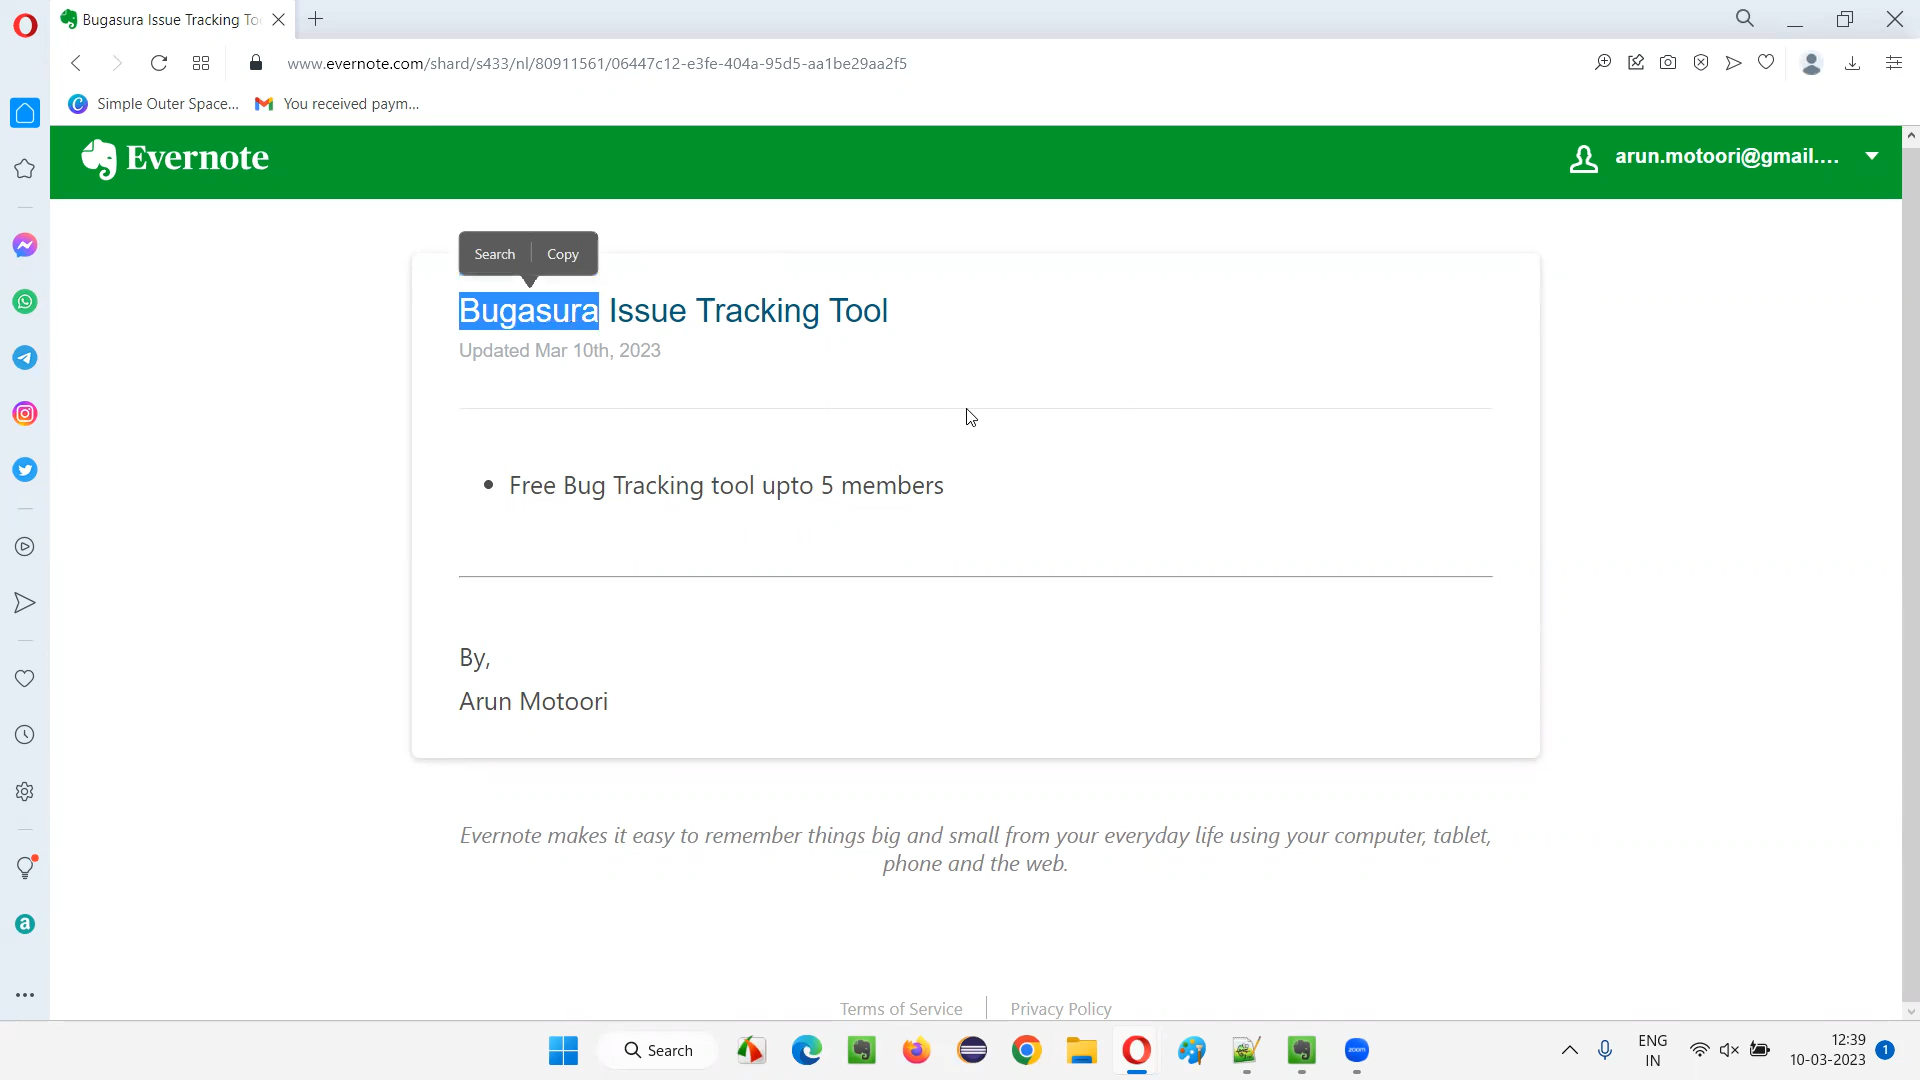 Bugasura Issue Tracking To
www.evernote.com/shard/s433/nl/80911561/06447c12-e3fe-404a-95d5-aa1be29aa2f5
Simple Outer Space...
You received paym...
Evernote
arun.motoori@gmail....
Search
Copy
Bugasura Issue Tracking Tool
Updated Mar 10th, 2023
• Free Bug Tracking tool upto 5 members
By,
Arun Motoori
Evernote makes it easy to remember things big and small from your everyday life using your computer, tablet,
phone and the web.
Terms of Service
Privacy Policy
Search
zoom
ENG
IN
12:39
10-03-2023
1